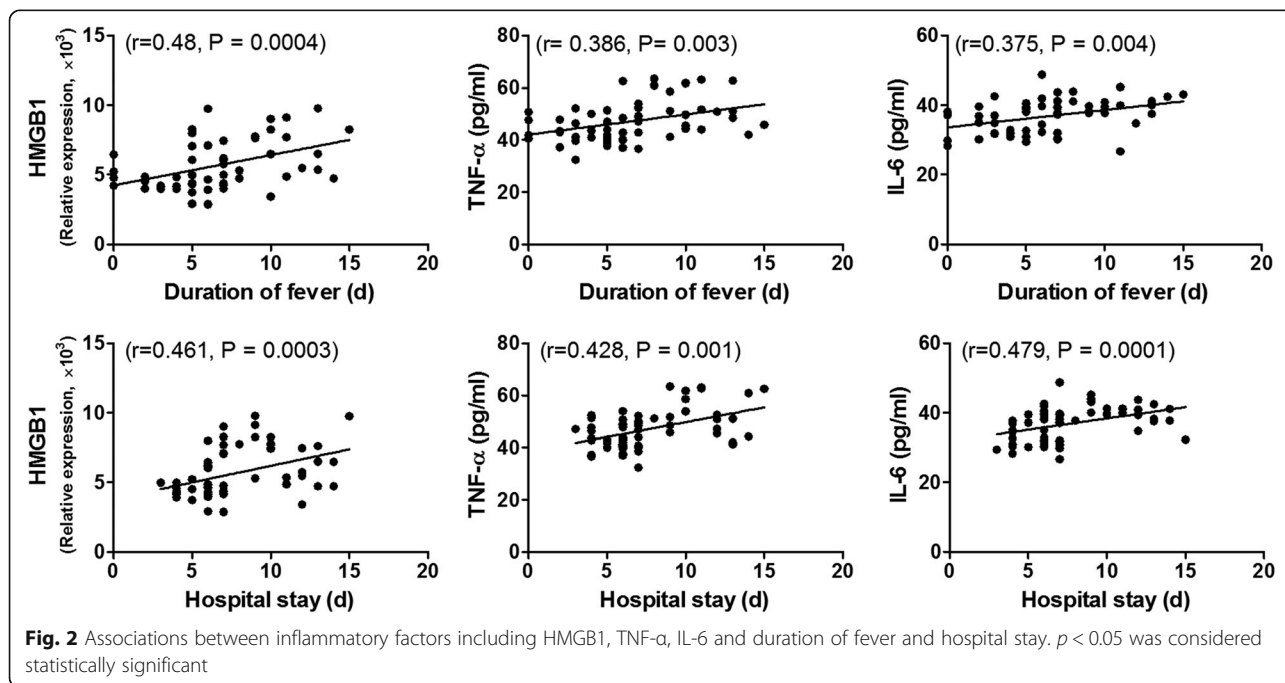 (r=0.48, P = 0.0004)
15
10
5
0
HMGB1
(Relative expression, ×10³)
0 5 10 15 20
Duration of fever (d)
(r= 0.386, P= 0.003)
80
60
40
20
0
TNF-α (pg/ml)
0 5 10 15 20
Duration of fever (d)
(r=0.375, P = 0.004)
60
40
20
0
IL-6 (pg/ml)
0 5 10 15 20
Duration of fever (d)
(r=0.461, P = 0.0003)
15
10
5
0
HMGB1
(Relative expression, ×10³)
0 5 10 15 20
Hospital stay (d)
(r=0.428, P = 0.001)
80
60
40
20
0
TNF-α (pg/ml)
0 5 10 15 20
Hospital stay (d)
(r=0.479, P = 0.0001)
60
40
20
0
IL-6 (pg/ml)
0 5 10 15 20
Hospital stay (d)
Fig. 2 Associations between inflammatory factors including HMGB1, TNF-α, IL-6 and duration of fever and hospital stay. p < 0.05 was considered
statistically significant